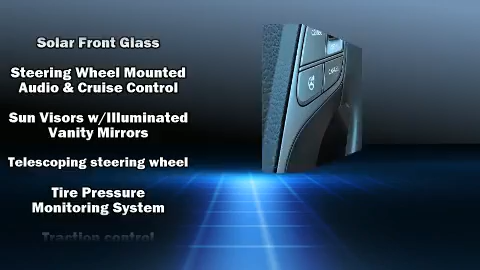 Solar Front Glass
Steering Wheel Mounted
Audio & Cruise Control
Sun Visors w/Illuminated
Vanity Mirrors
Telescoping steering wheel
Tire Pressure
Monitoring System
Traction control